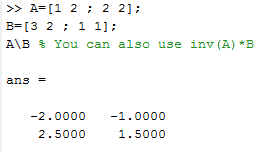 >> A=[1 2 ; 2 2];
B=[3 2 ; 1 1];
A\B % You can also use inv(A)*B
ans =
-2.0000 -1.0000
2.5000 1.5000